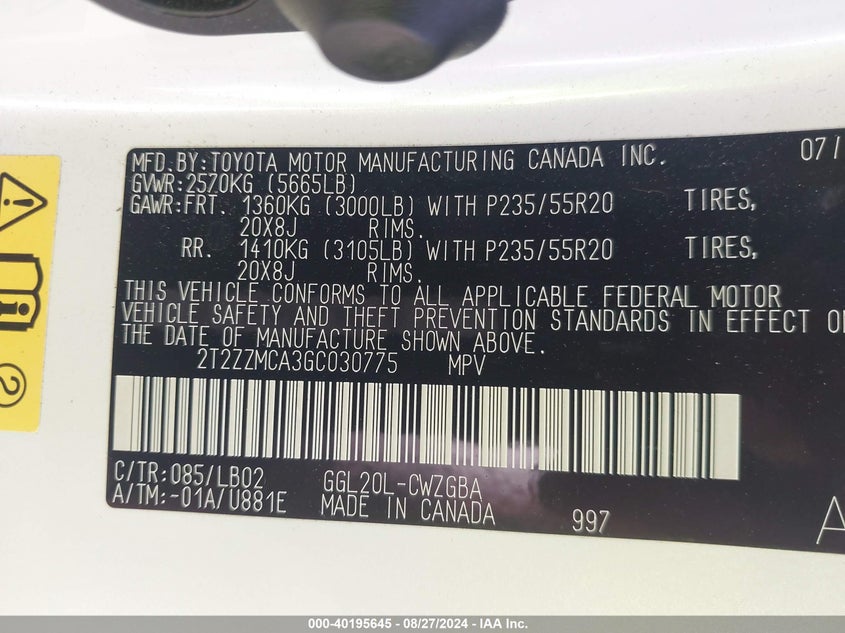 MFD.BY:TOYOTA MOTOR MANUFACTURING CANADA INC. 07/
GVWR:2570KG (5665LB)
GAWR:FRT. 1360KG (3000LB) WITH P235/55R20 TIRES,
20X8J RIMS.
RR. 1410KG (3105LB) WITH P235/55R20 TIRES,
20X8J RIMS.
THIS VEHICLE CONFORMS TO ALL APPLICABLE FEDERAL MOTOR
VEHICLE SAFETY AND THEFT PREVENTION STANDARDS IN EFFECT O
THE DATE OF MANUFACTURE SHOWN ABOVE.
2T2ZZMCA3GC030775 MPV
C/TR:085/LB02 GGL20L-CWZGBA
A/TM:-01A/U881E MADE IN CANADA 997 A
2
000-40195645 - 08/27/2024 - IAA Inc.